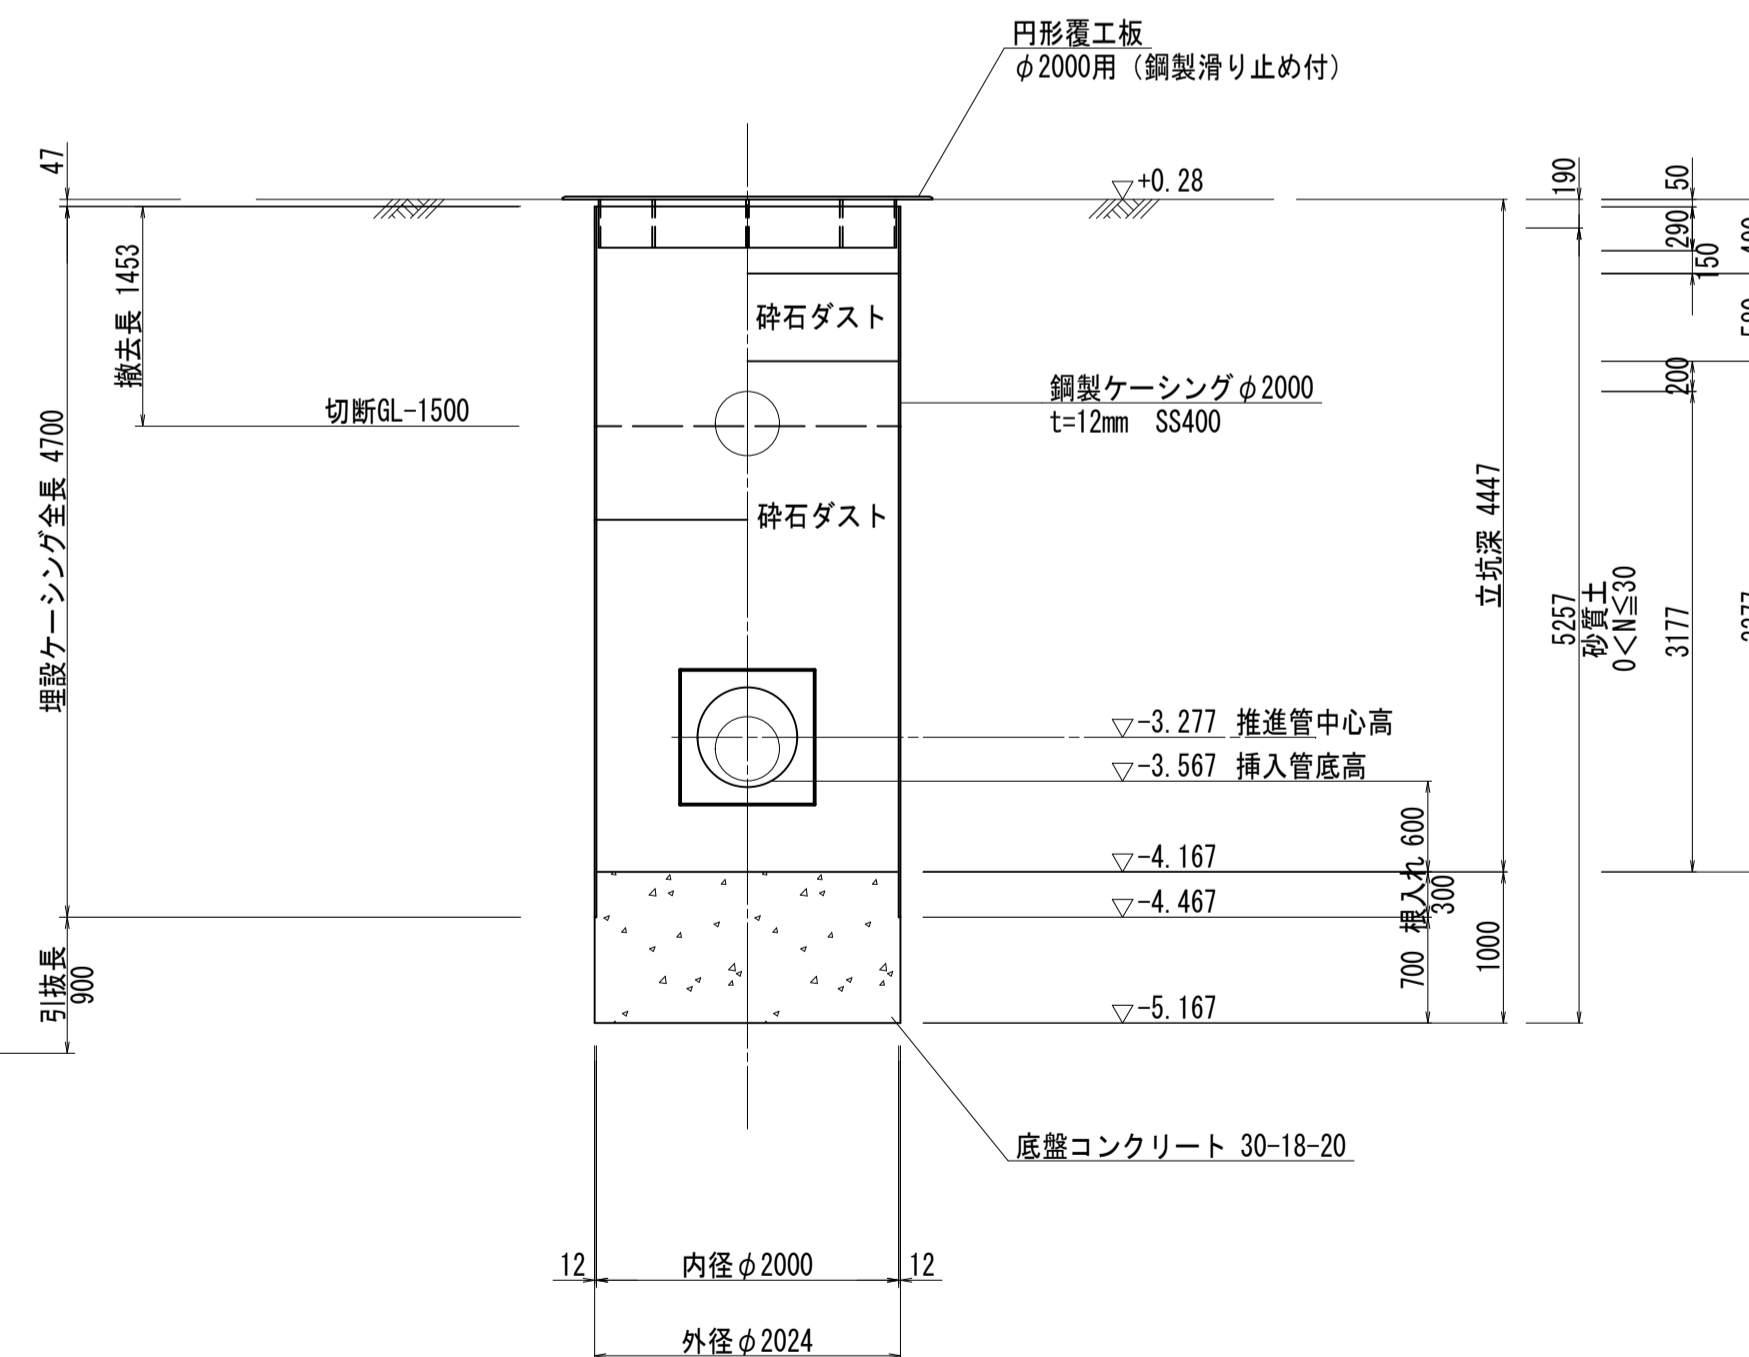 円形覆工板
φ2000用（鋼製滑り止め付）
47
+0.28
190
50
290
150
撤去長 1453
砕石ダスト
200
鋼製ケーシングφ2000
t=12mm SS400
切断GL-1500
埋設ケーシング全長 4700
砕石ダスト
立坑深 4447
5257
砂質土
0<N≦30
3177
-3.277 推進管中心高
-3.567 挿入管底高
600
-4.167
根入れ
300
-4.467
700
1000
引抜長
900
-5.167
底盤コンクリート 30-18-20
12
内径φ2000
12
外径φ2024